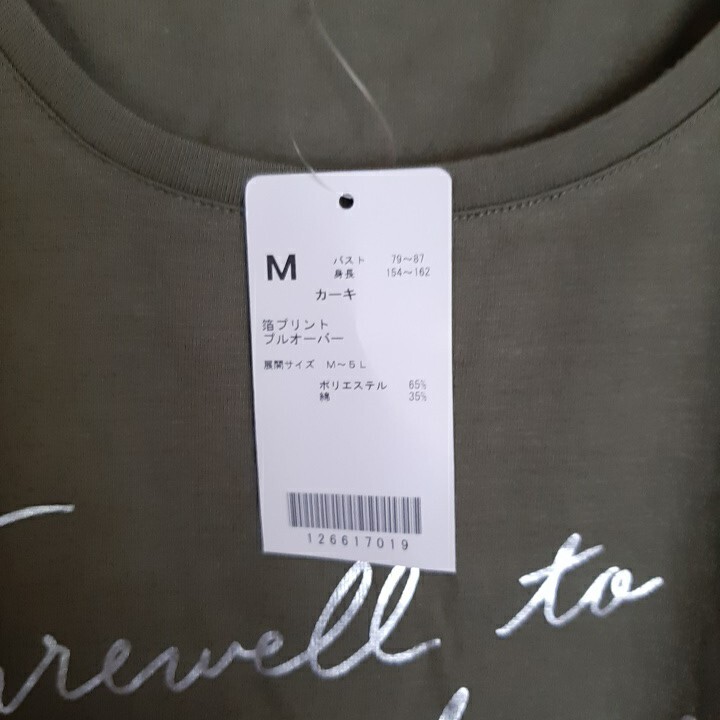 M
バスト 79～87
身長 154～162
カーキ
箔プリント
プルオーバー
展開サイズ M～5L
ポリエステル 65%
綿 35%
126617019
Farewell to